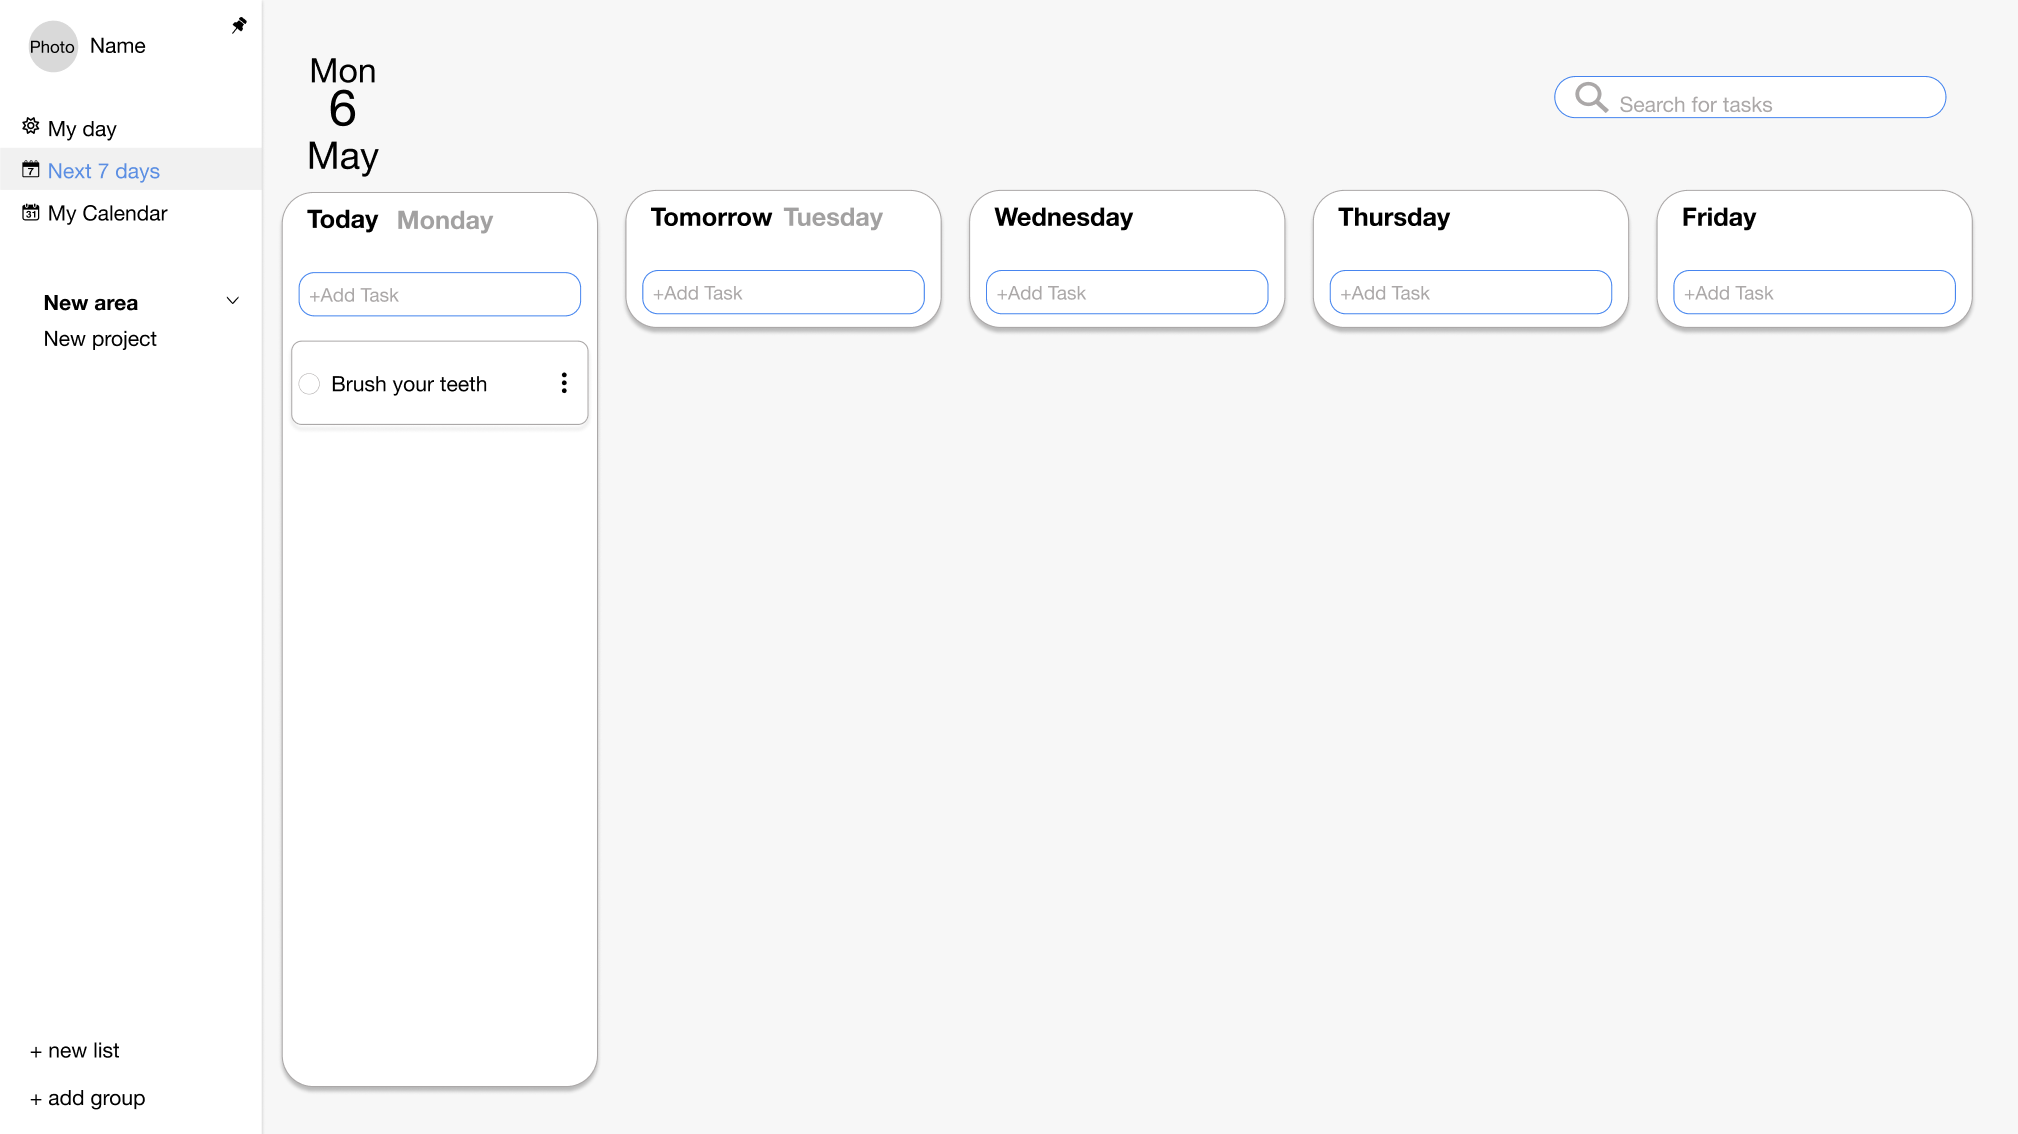 Photo
Name
My day
7
Next 7 days
31
My Calendar
New area
New project
+ new list
+ add group
Mon
6
May
Search for tasks
Today Monday
+Add Task
Brush your teeth
Tomorrow Tuesday
+Add Task
Wednesday
+Add Task
Thursday
+Add Task
Friday
+Add Task